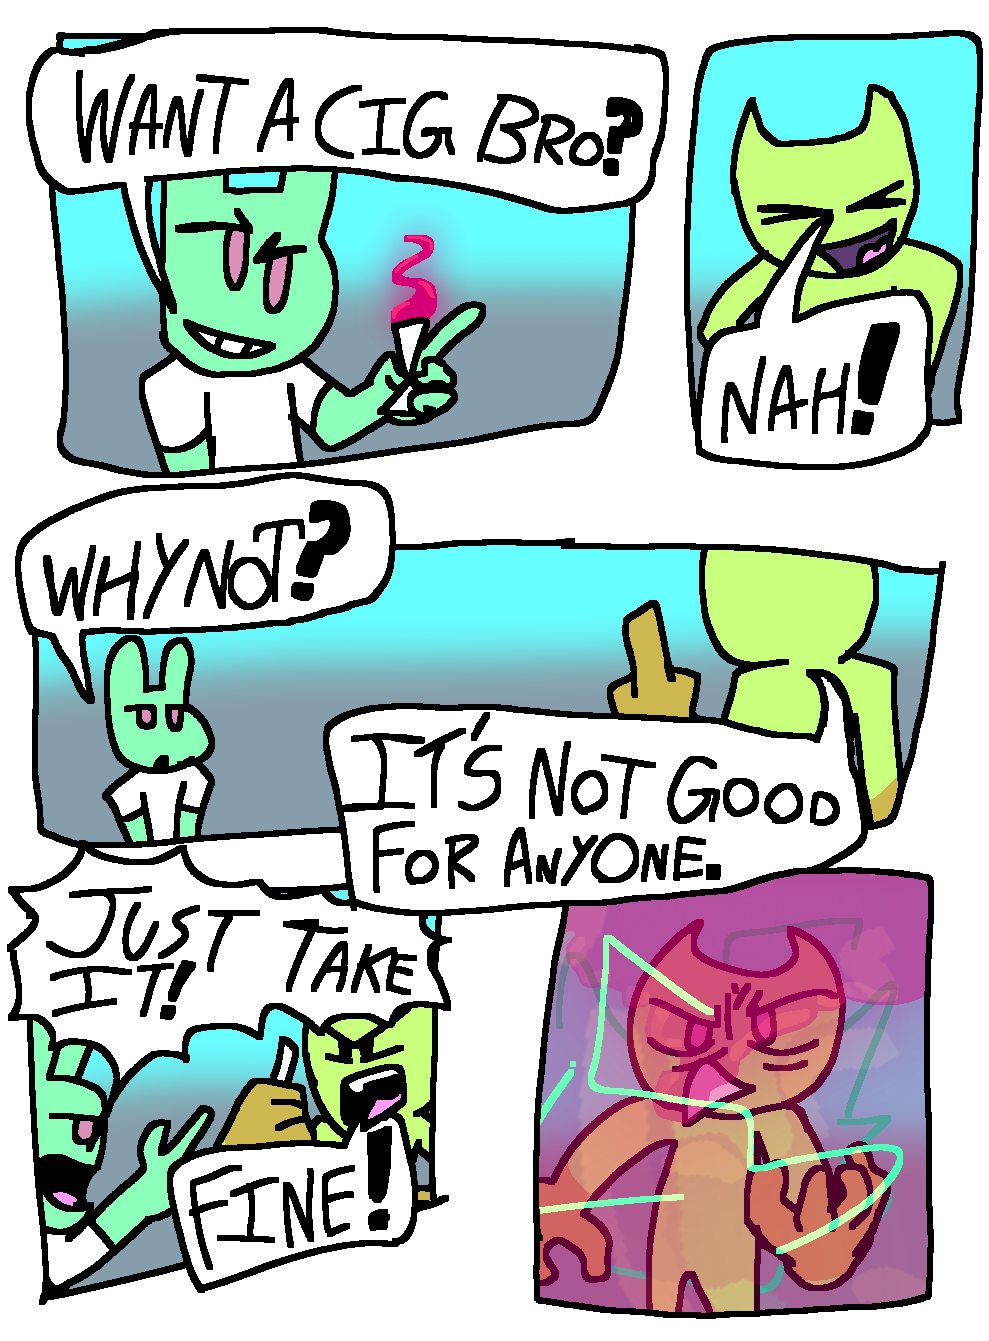 WANT A CIG BRO?
NAH!
WHY NOT?
IT'S NOT GOOD
FOR ANYONE.
JUST TAKE
IT!
FINE!